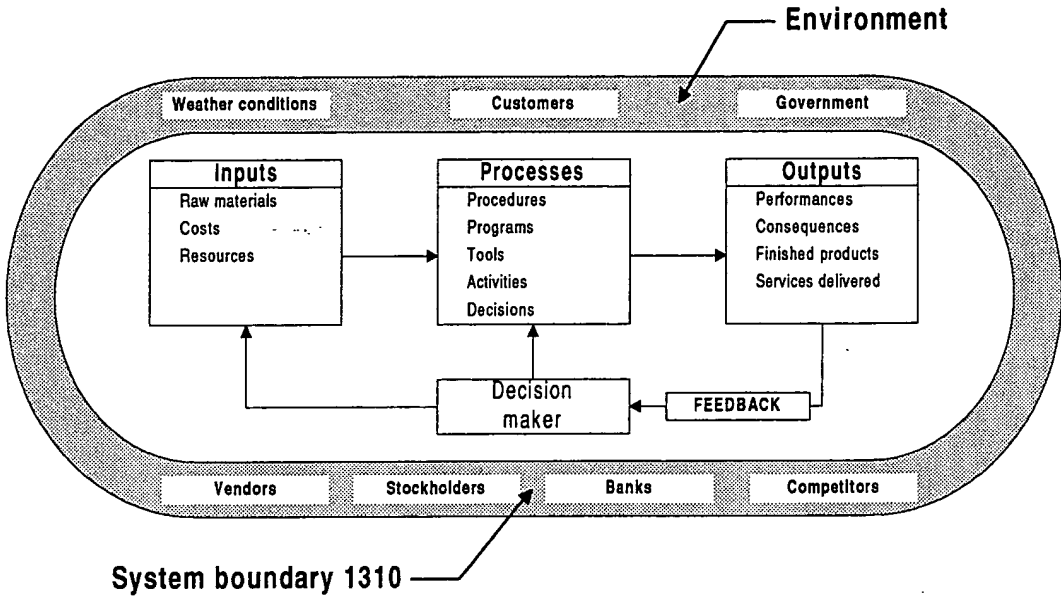 Environment
Weather conditions
Customers
Government
Inputs
Raw materials
Costs
Resources
Processes
Procedures
Programs
Tools
Activities
Decisions
Outputs
Performances
Consequences
Finished products
Services delivered
Decision
maker
FEEDBACK
Vendors
Stockholders
Banks
Competitors
System boundary 1310